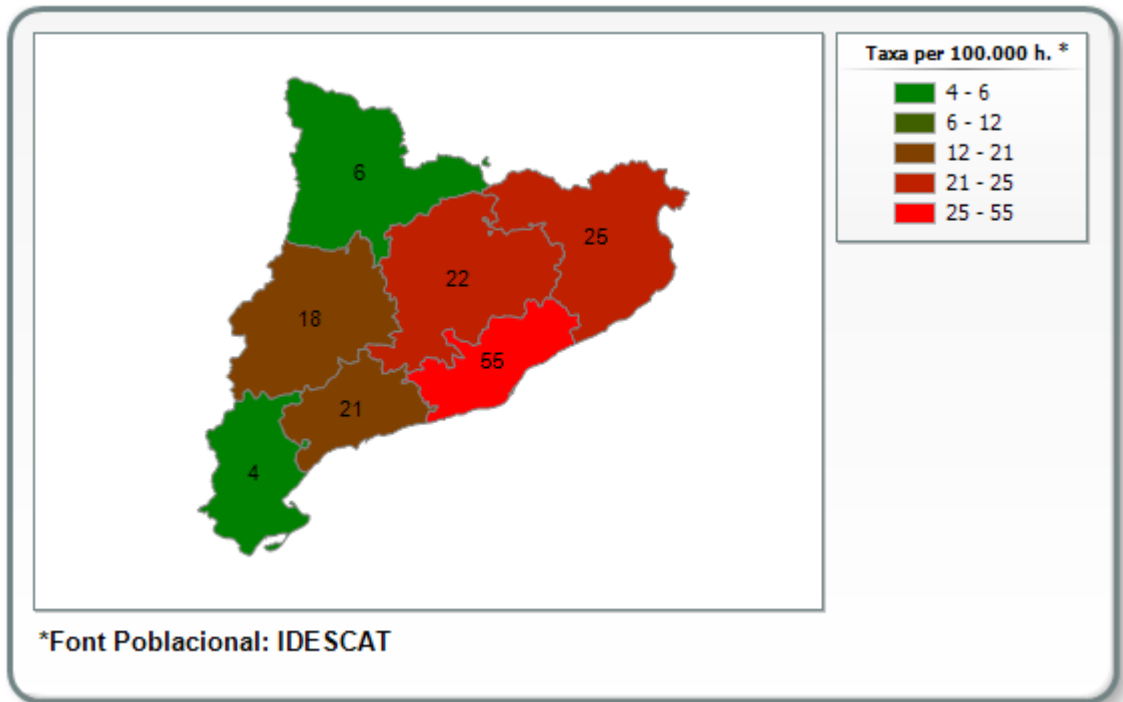 Taxa per 100.000 h. *
4 - 6
6 - 12
12 - 21
21 - 25
25 - 55
6
25
22
18
55
21
4
*Font Poblacional: IDESCAT